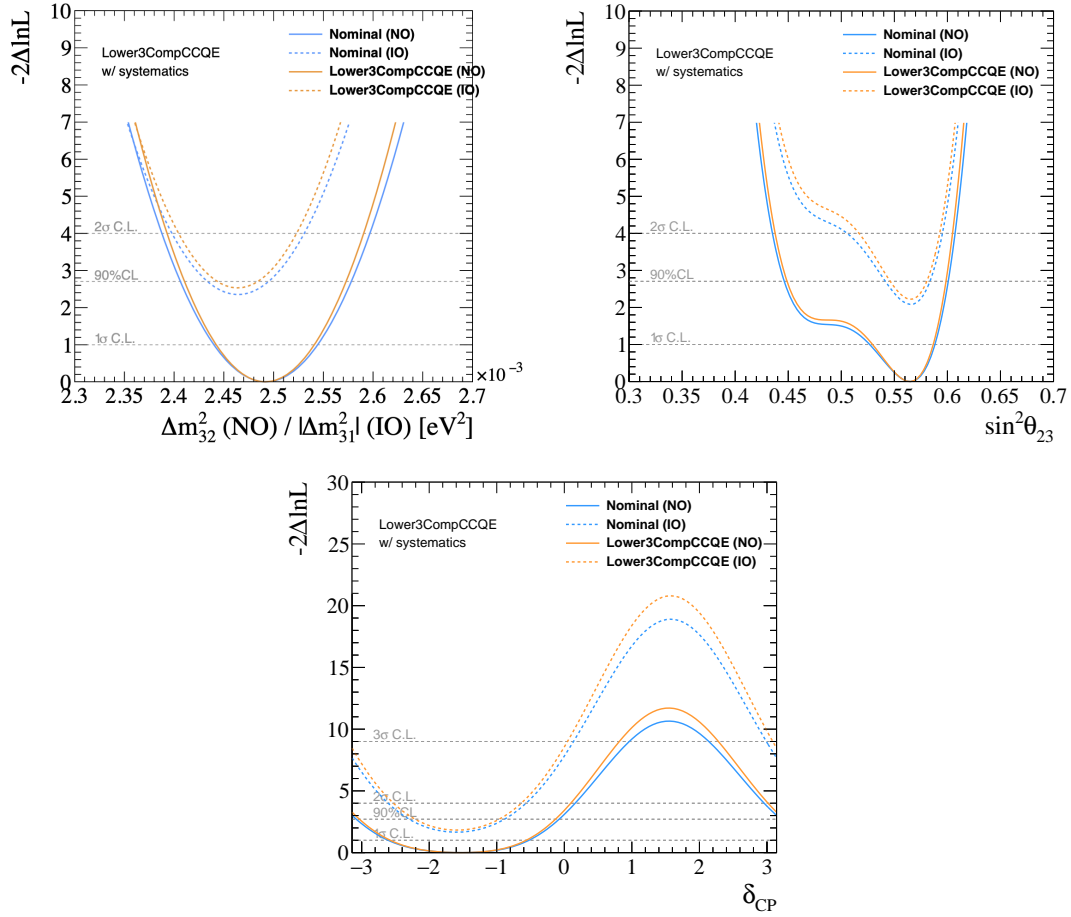 -2ΔlnL
10
9
8
7
6
5
4
3
2
1
0
Lower3CompCCQE
w/ systematics
Nominal (NO)
Nominal (IO)
Lower3CompCCQE (NO)
Lower3CompCCQE (IO)
2σ C.L.
90%CL
1σ C.L.
2.3 2.35 2.4 2.45 2.5 2.55 2.6 2.65 2.7
×10⁻³
Δm²₃₂ (NO) / |Δm²₃₁| (IO) [eV²]
-2ΔlnL
10
9
8
7
6
5
4
3
2
1
0
Lower3CompCCQE
w/ systematics
Nominal (NO)
Nominal (IO)
Lower3CompCCQE (NO)
Lower3CompCCQE (IO)
2σ C.L.
90%CL
1σ C.L.
0.3 0.35 0.4 0.45 0.5 0.55 0.6 0.65 0.7
sin²θ₂₃
-2ΔlnL
30
25
20
15
10
5
0
Lower3CompCCQE
w/ systematics
Nominal (NO)
Nominal (IO)
Lower3CompCCQE (NO)
Lower3CompCCQE (IO)
3σ C.L.
2σ C.L.
90%CL
1σ C.L.
−3 −2 −1 0 1 2 3
δCP